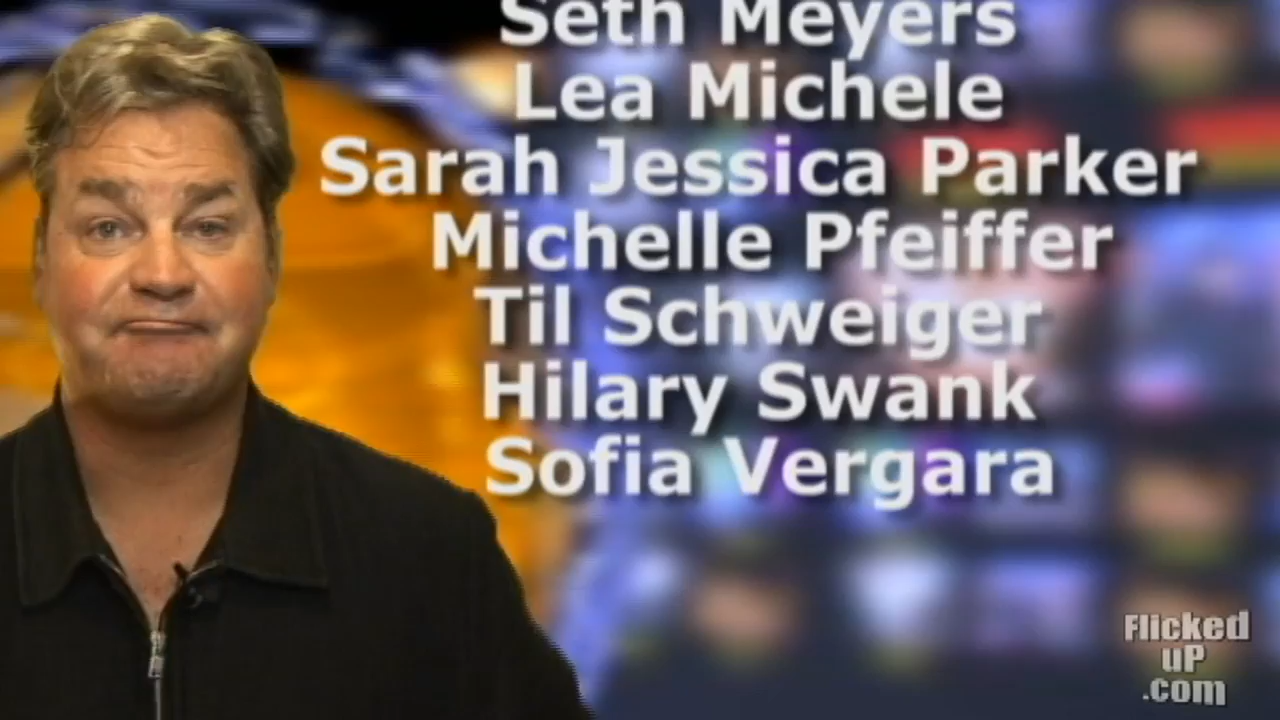 Seth Meyers
Lea Michele
Sarah Jessica Parker
Michelle Pfeiffer
Til Schweiger
Hilary Swank
Sofia Vergara
Flicked
uP
.com